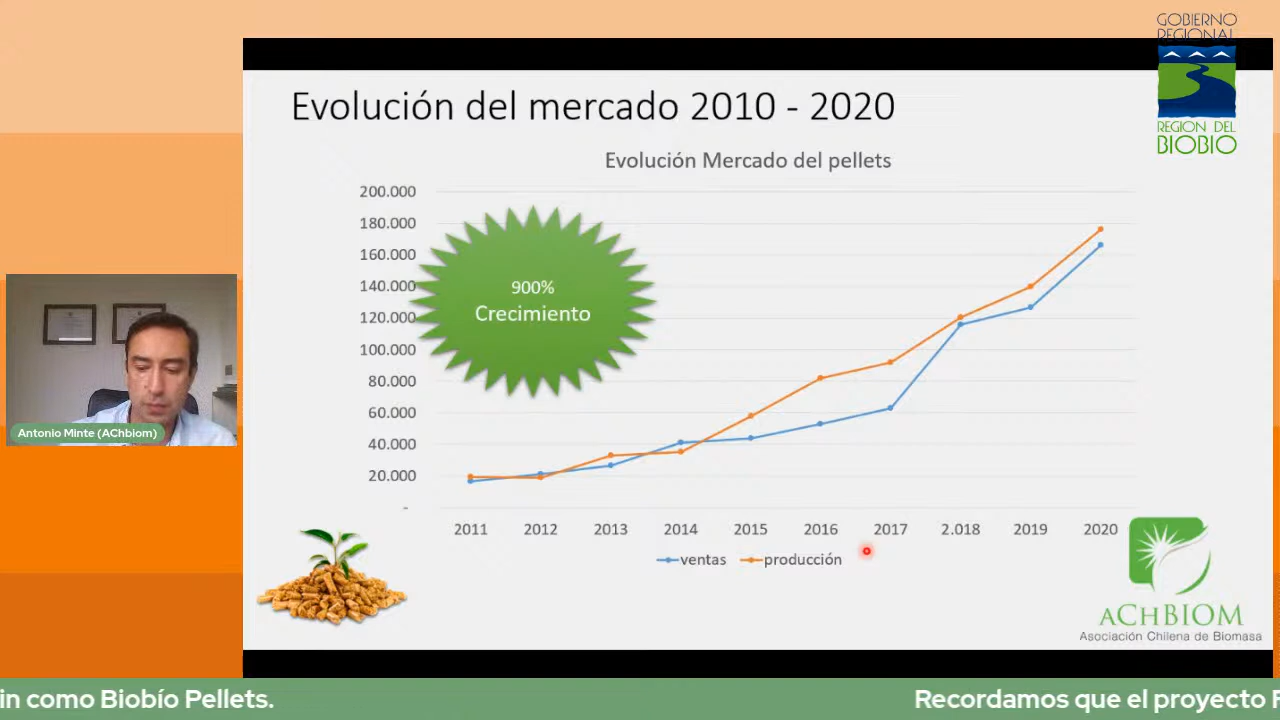 GOBIERNO
REGIONAL
REGION DEL
BIOBIO
Evolución del mercado 2010 - 2020
Evolución Mercado del pellets
200.000
180.000
160.000
140.000
120.000
100.000
80.000
60.000
40.000
20.000
-
900%
Crecimiento
2011 2012 2013 2014 2015 2016 2017 2.018 2019 2020
ventas producción
Antonio Minte (AChbiom)
ACHBIOM
Asociación Chilena de Biomasa
in como Biobío Pellets. Recordamos que el proyecto F